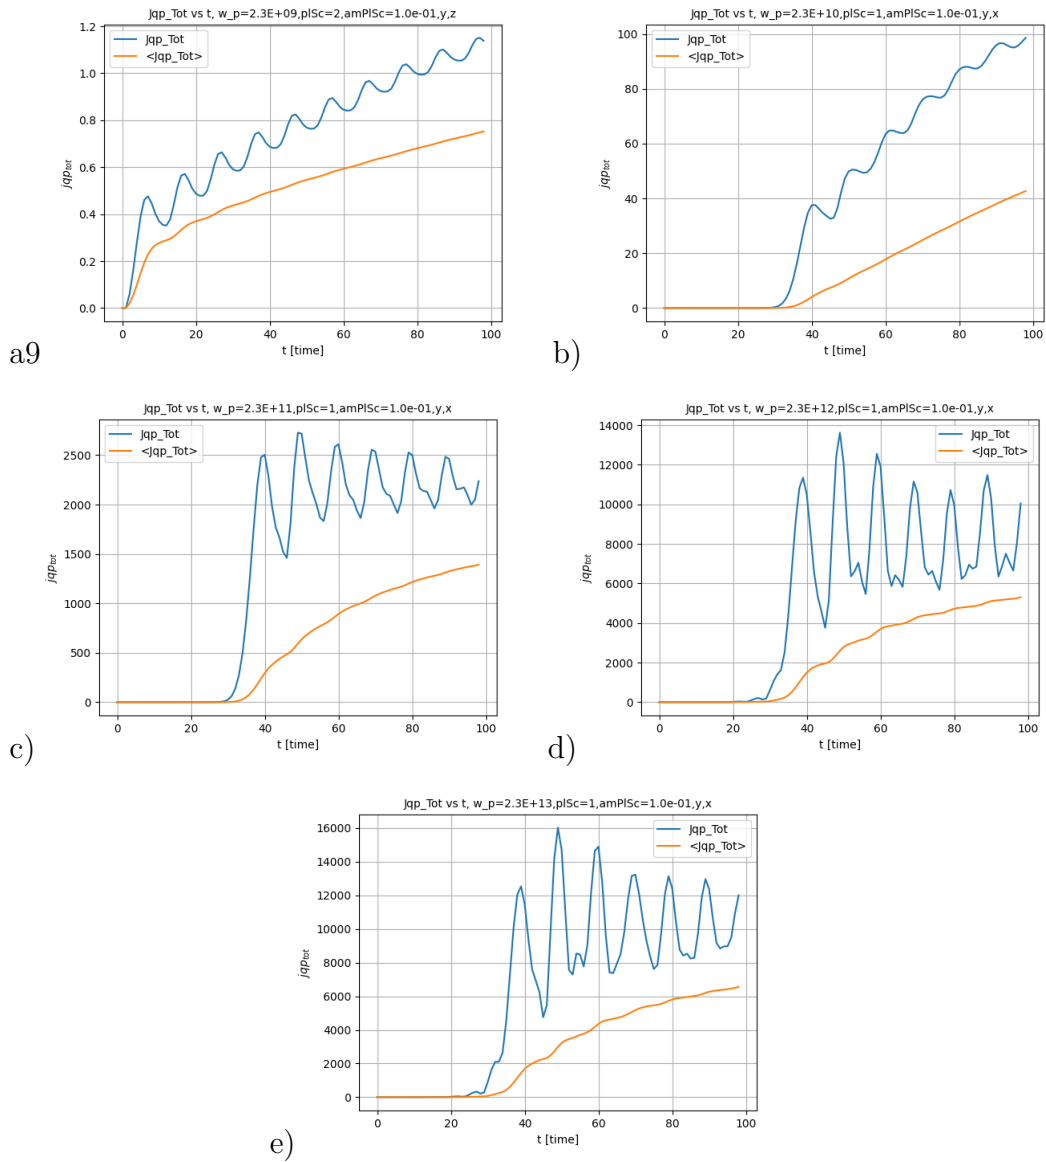 Jqp_Tot vs t, w_p=2.3E+09,plSc=2,amPlSc=1.0e-01,y,z
1.2
1.0
0.8
0.6
0.4
0.2
0.0
jqp_tot
Jqp_Tot
<Jqp_Tot>
0 20 40 60 80 100
t [time]
a9
Jqp_Tot vs t, w_p=2.3E+10,plSc=1,amPlSc=1.0e-01,y,x
100
80
60
40
20
0
jqp_tot
Jqp_Tot
<Jqp_Tot>
0 20 40 60 80 100
t [time]
b)
Jqp_Tot vs t, w_p=2.3E+11,plSc=1,amPlSc=1.0e-01,y,x
2500
2000
1500
1000
500
0
jqp_tot
Jqp_Tot
<Jqp_Tot>
0 20 40 60 80 100
t [time]
c)
Jqp_Tot vs t, w_p=2.3E+12,plSc=1,amPlSc=1.0e-01,y,x
14000
12000
10000
8000
6000
4000
2000
0
jqp_tot
Jqp_Tot
<Jqp_Tot>
0 20 40 60 80 100
t [time]
d)
Jqp_Tot vs t, w_p=2.3E+13,plSc=1,amPlSc=1.0e-01,y,x
16000
14000
12000
10000
8000
6000
4000
2000
0
jqp_tot
Jqp_Tot
<Jqp_Tot>
0 20 40 60 80 100
t [time]
e)